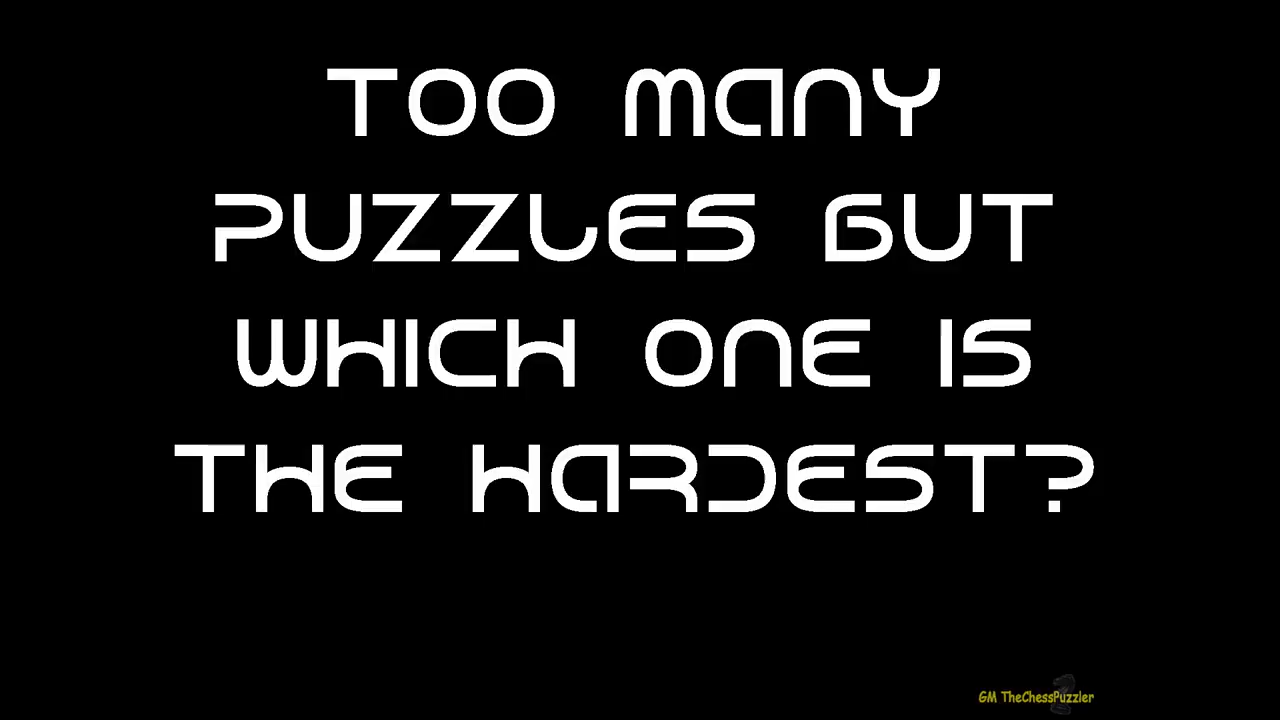 TOO MANY
PUZZLES BUT
WHICH ONE IS
THE HARDEST?
GM TheChessPuzzler